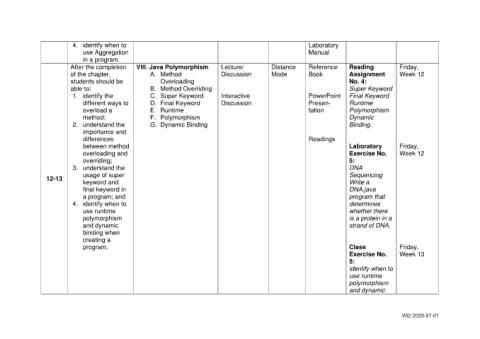 4. identify when to
use Aggregation
in a program.
Laboratory
Manual
12-13
After the completion
of the chapter,
students should be
able to:
1. identify the
different ways to
overload a
method;
2. understand the
importance and
differences
between method
overloading and
overriding;
3. understand the
usage of super
keyword and
final keyword in
a program; and
4. identify when to
use runtime
polymorphism
and dynamic
binding when
creating a
program.
VIII. Java Polymorphism
A. Method
Overloading
B. Method Overriding
C. Super Keyword
D. Final Keyword
E. Runtime
F. Polymorphism
G. Dynamic Binding
Lecture/
Discussion
Interactive
Discussion
Distance
Mode
Reference
Book
PowerPoint
Presen-
tation
Readings
Reading
Assignment
No. 4:
Super Keyword
Final Keyword
Runtime
Polymorphism
Dynamic
Binding.
Laboratory
Exercise No.
5:
DNA
Sequencing
Write a
DNA.java
program that
determines
whether there
is a protein in a
strand of DNA.
Class
Exercise No.
5:
identify when to
use runtime
polymorphism
and dynamic
Friday,
Week 12
Friday,
Week 12
Friday,
Week 13
V02-2020-07-01